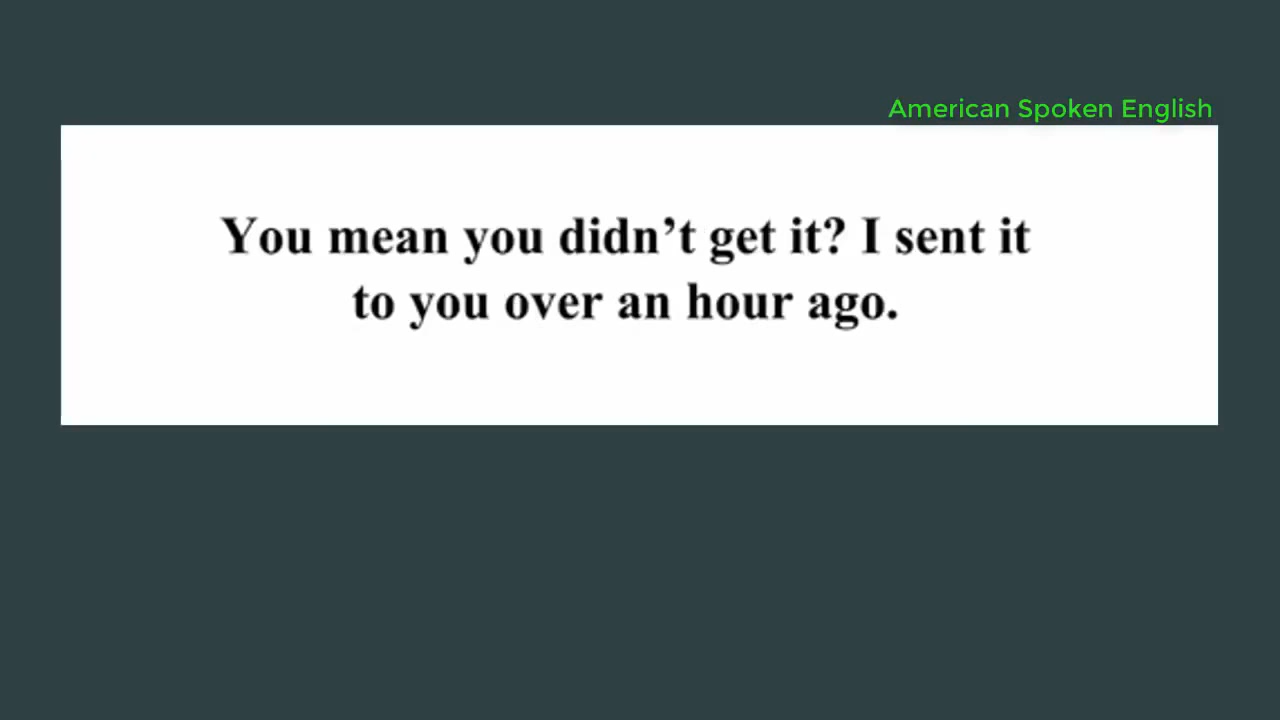 American Spoken English
You mean you didn’t get it? I sent it
to you over an hour ago.